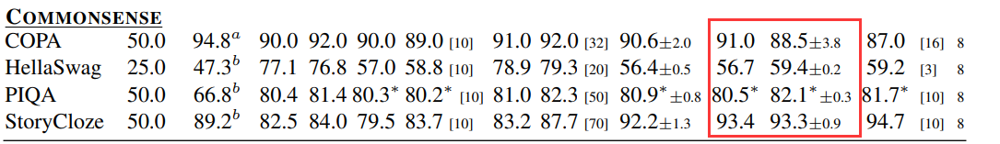 COMMONSENSE
COPA 50.0 94.8ᵃ 90.0 92.0 90.0 89.0 [10] 91.0 92.0 [32] 90.6±2.0 91.0 88.5±3.8 87.0 [16] 8
HellaSwag 25.0 47.3ᵇ 77.1 76.8 57.0 58.8 [10] 78.9 79.3 [20] 56.4±0.5 56.7 59.4±0.2 59.2 [3] 8
PIQA 50.0 66.8ᵇ 80.4 81.4 80.3* 80.2* [10] 81.0 82.3 [50] 80.9*±0.8 80.5* 82.1*±0.3 81.7* [10] 8
StoryCloze 50.0 89.2ᵇ 82.5 84.0 79.5 83.7 [10] 83.2 87.7 [70] 92.2±1.3 93.4 93.3±0.9 94.7 [10] 8